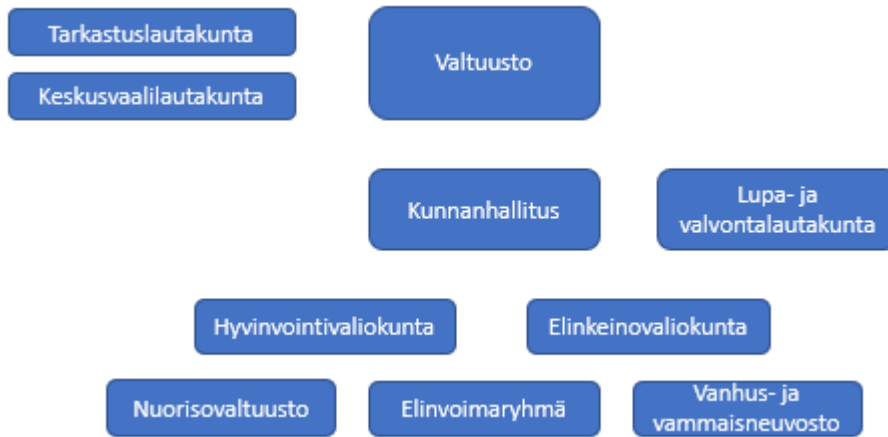 Tarkastuslautakunta
Valtuusto
Keskusvaalilautakunta
Kunnanhallitus
Lupa- ja
valvontalautakunta
Hyvinvointivaliokunta
Elinkeinovaliokunta
Nuorisovaltuusto
Elinvoimaryhmä
Vanhus- ja
vammaisneuvosto